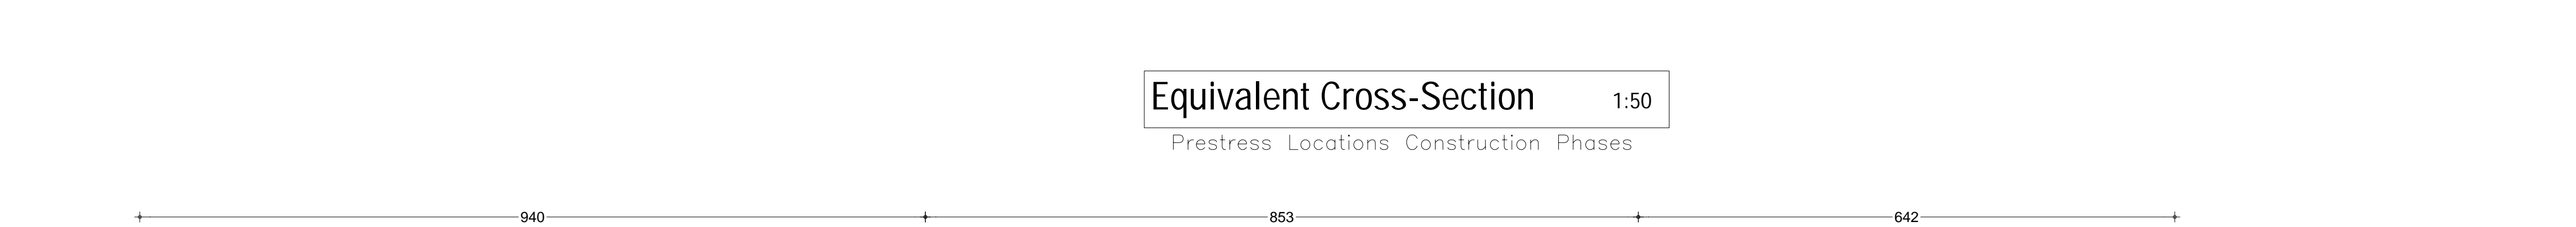 Equivalent Cross-Section 1:50
Prestress Locations Construction Phases
940 853 642